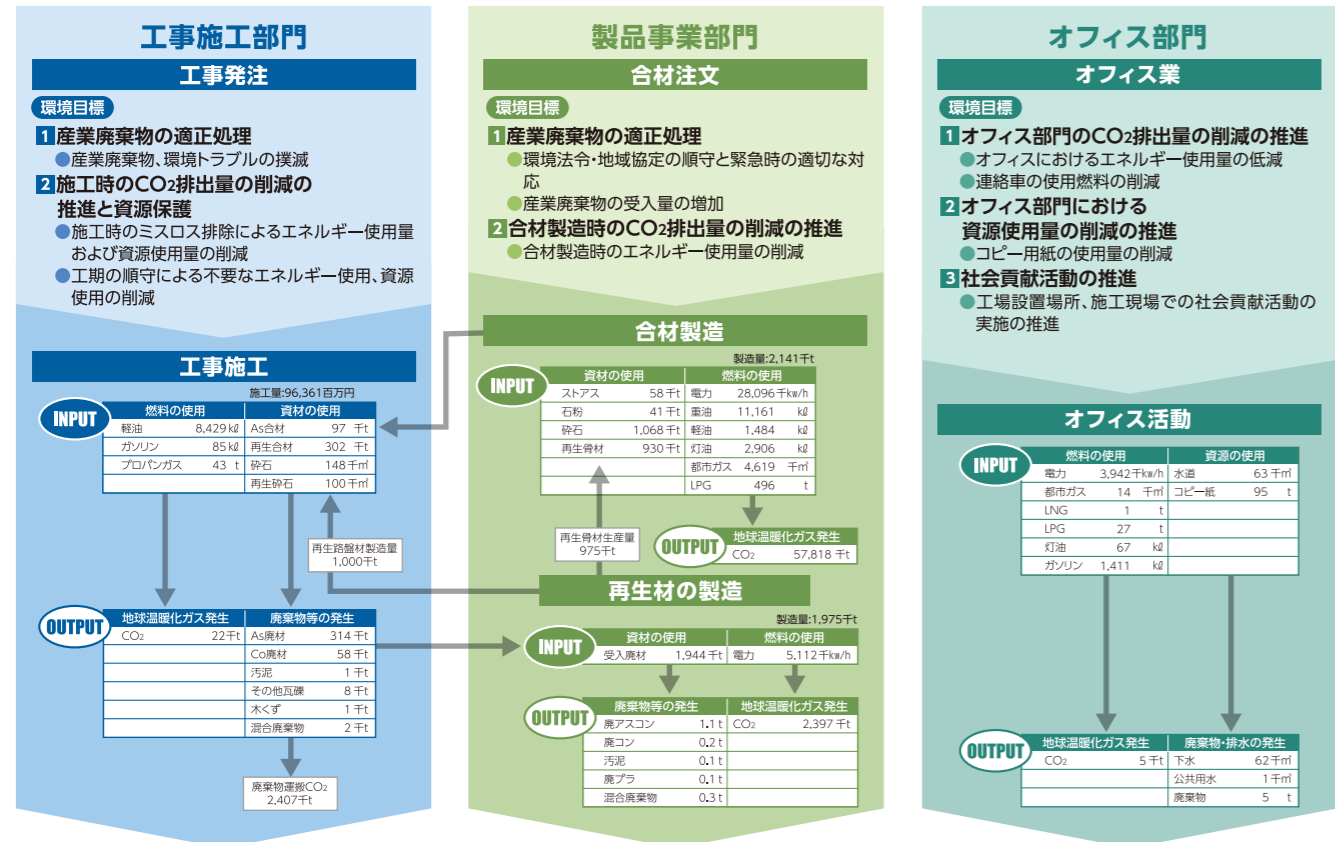 工事施工部門
工事発注
環境目標
1 産業廃棄物の適正処理
●産業廃棄物、環境トラブルの撲滅
2 施工時のCO₂排出量の削減の
推進と資源保護
●施工時のミスロス排除によるエネルギー使用量
および資源使用量の削減
●工期の順守による不要なエネルギー使用、資源
使用の削減
工事施工
施工量:96,361百万円
INPUT
燃料の使用 資材の使用
軽油 8,429㎘ As合材 97 千t
ガソリン 85㎘ 再生合材 302 千t
プロパンガス 43 t 砕石 148千㎥
再生砕石 100千㎥
再生路盤材製造量
1,000千t
OUTPUT
地球温暖化ガス発生 廃棄物等の発生
CO₂ 22千t As廃材 314千t
Co廃材 58千t
汚泥 1千t
その他瓦礫 8千t
木くず 1千t
混合廃棄物 2千t
廃棄物運搬CO₂
2,407千t
製品事業部門
合材注文
環境目標
1 産業廃棄物の適正処理
●環境法令・地域協定の順守と緊急時の適切な対
応
●産業廃棄物の受入量の増加
2 合材製造時のCO₂排出量の削減の推進
●合材製造時のエネルギー使用量の削減
合材製造
製造量:2,141千t
INPUT
資材の使用 燃料の使用
ストアス 58千t 電力 28,096千kw/h
石粉 41千t 重油 11,161 ㎘
砕石 1,068千t 軽油 1,484 ㎘
再生骨材 930千t 灯油 2,906 ㎘
都市ガス 4,619 千㎥
LPG 496 t
再生骨材生産量
975千t
OUTPUT
地球温暖化ガス発生
CO₂ 57,818 千t
再生材の製造
製造量:1,975千t
INPUT
資材の使用 燃料の使用
受入廃材 1,944千t 電力 5,112千kw/h
OUTPUT
廃棄物等の発生 地球温暖化ガス発生
廃アスコン 1.1t CO₂ 2,397 千t
廃コン 0.2t
汚泥 0.1t
廃プラ 0.1t
混合廃棄物 0.3t
オフィス部門
オフィス業
環境目標
1 オフィス部門のCO₂排出量の削減の推進
●オフィスにおけるエネルギー使用量の低減
●連絡車の使用燃料の削減
2 オフィス部門における
資源使用量の削減の推進
●コピー用紙の使用量の削減
3 社会貢献活動の推進
●工場設置場所、施工現場での社会貢献活動の
実施の推進
オフィス活動
INPUT
燃料の使用 資源の使用
電力 3,942千kw/h 水道 63千㎥
都市ガス 14 千㎥ コピー紙 95 t
LNG 1 t
LPG 27 t
灯油 67 ㎘
ガソリン 1,411 ㎘
OUTPUT
地球温暖化ガス発生 廃棄物・排水の発生
CO₂ 5千t 下水 62千㎥
公共用水 1千㎥
廃棄物 5 t